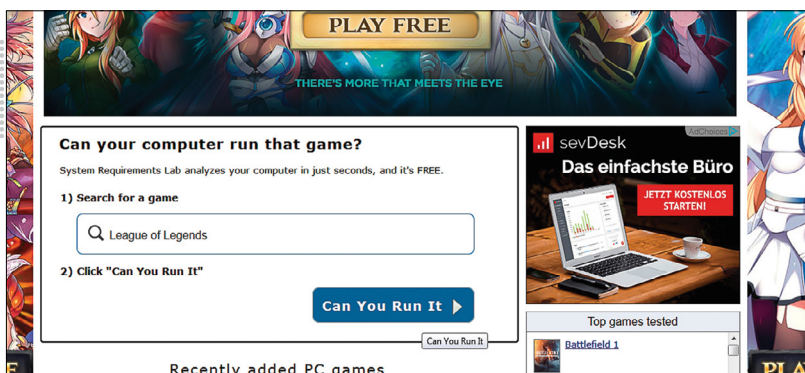 PLAY FREE
THERE'S MORE THAT MEETS THE EYE
Can your computer run that game?
System Requirements Lab analyzes your computer in just seconds, and it's FREE.
1) Search for a game
League of Legends
2) Click "Can You Run It"
Can You Run It
Can You Run It
Recently added PC games
AdChoices
sevDesk
Das einfachste Büro
JETZT KOSTENLOS
STARTEN!
Top games tested
Battlefield 1